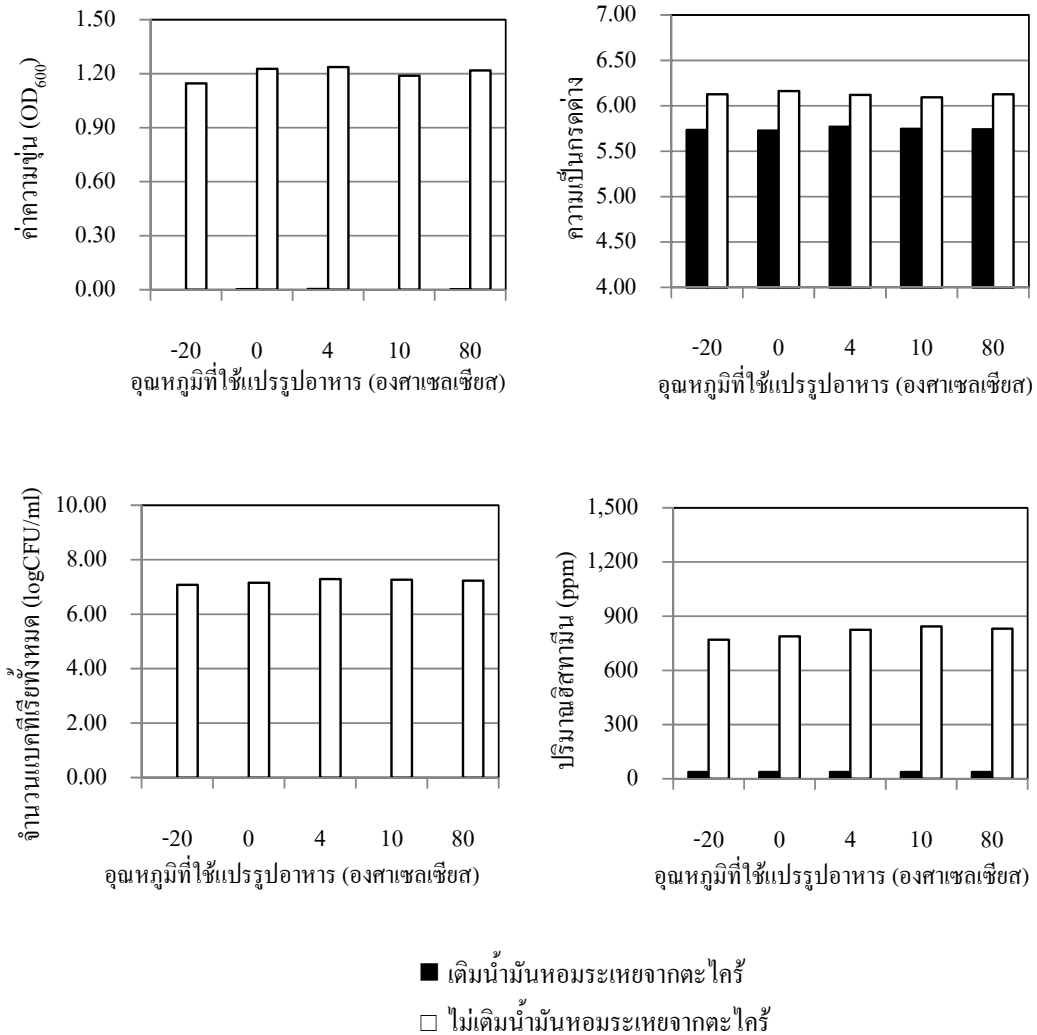 ค่าความขุ่น (OD600)
1.50
1.20
0.90
0.60
0.30
0.00
-20 0 4 10 80
อุณหภูมิที่ใช้แปรรูปอาหาร (องศาเซลเซียส)
ความเป็นกรดด่าง
7.00
6.50
6.00
5.50
5.00
4.50
4.00
-20 0 4 10 80
อุณหภูมิที่ใช้แปรรูปอาหาร (องศาเซลเซียส)
จำนวนแบคทีเรียทั้งหมด (logCFU/ml)
10.00
8.00
6.00
4.00
2.00
0.00
-20 0 4 10 80
อุณหภูมิที่ใช้แปรรูปอาหาร (องศาเซลเซียส)
ปริมาณฮิสทามีน (ppm)
1,500
1,200
900
600
300
0
-20 0 4 10 80
อุณหภูมิที่ใช้แปรรูปอาหาร (องศาเซลเซียส)
เติมน้ำมันหอมระเหยจากตะไคร้
ไม่เติมน้ำมันหอมระเหยจากตะไคร้